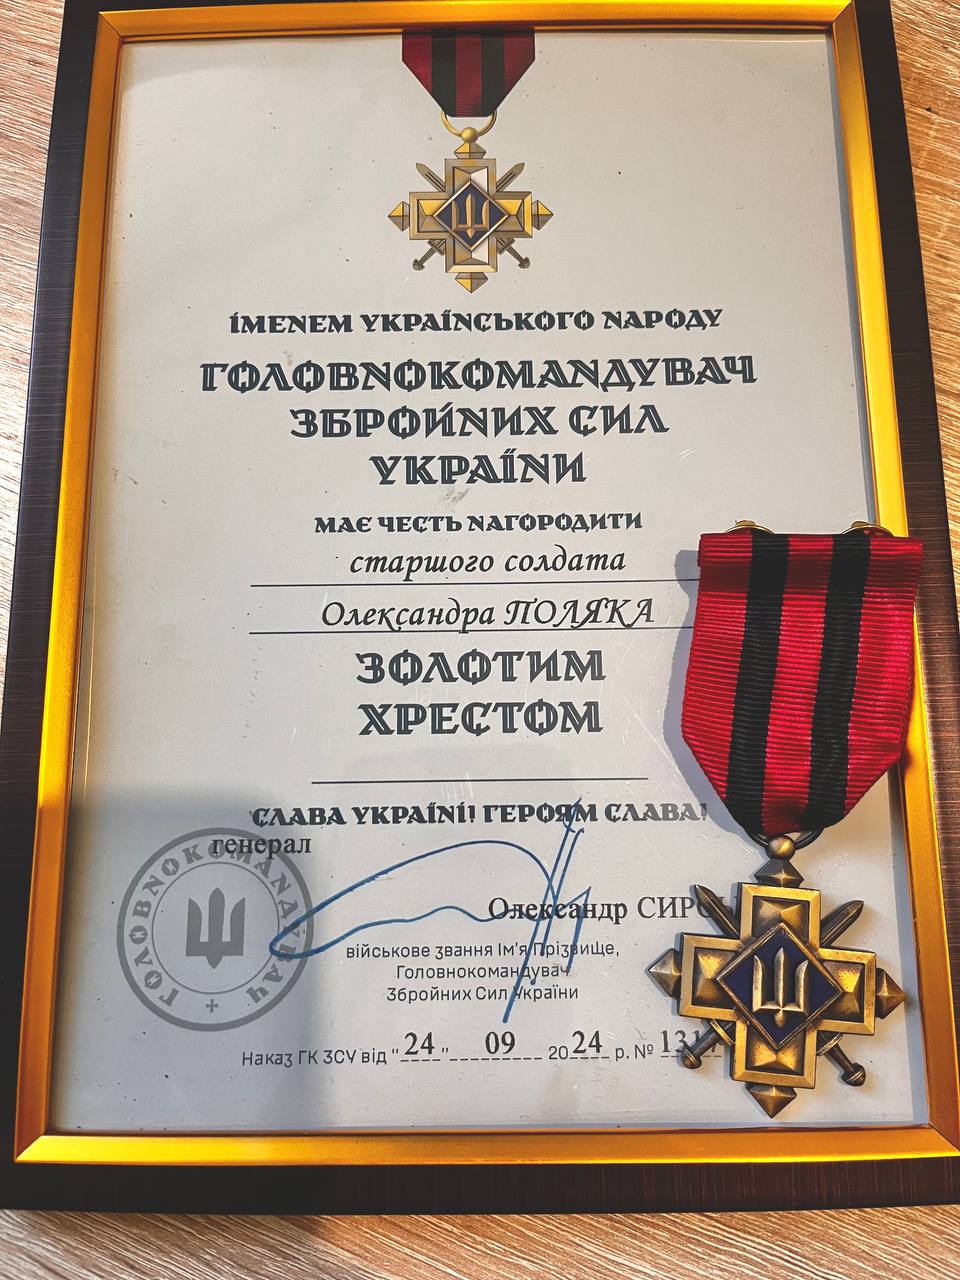 ІМЕНЕМ УКРАЇНСЬКОГО НАРОДУ
ГОЛОВНОКОМАНДУВАЧ
ЗБРОЙНИХ СИЛ
УКРАЇНИ
МАЄ ЧЕСТЬ НАГОРОДИТИ
старшого солдата
Олександра ПОЛЯКА
ЗОЛОТИМ
ХРЕСТОМ
СЛАВА УКРАЇНІ! ГЕРОЯМ СЛАВА!
генерал
ГОЛОВНОКОМАНДУВАЧ
Олександр
військове звання Ім'я Прізвище,
Головнокомандувач
Збройних Сил України
Наказ ГК ЗСУ від "24" 09 2024 р. №